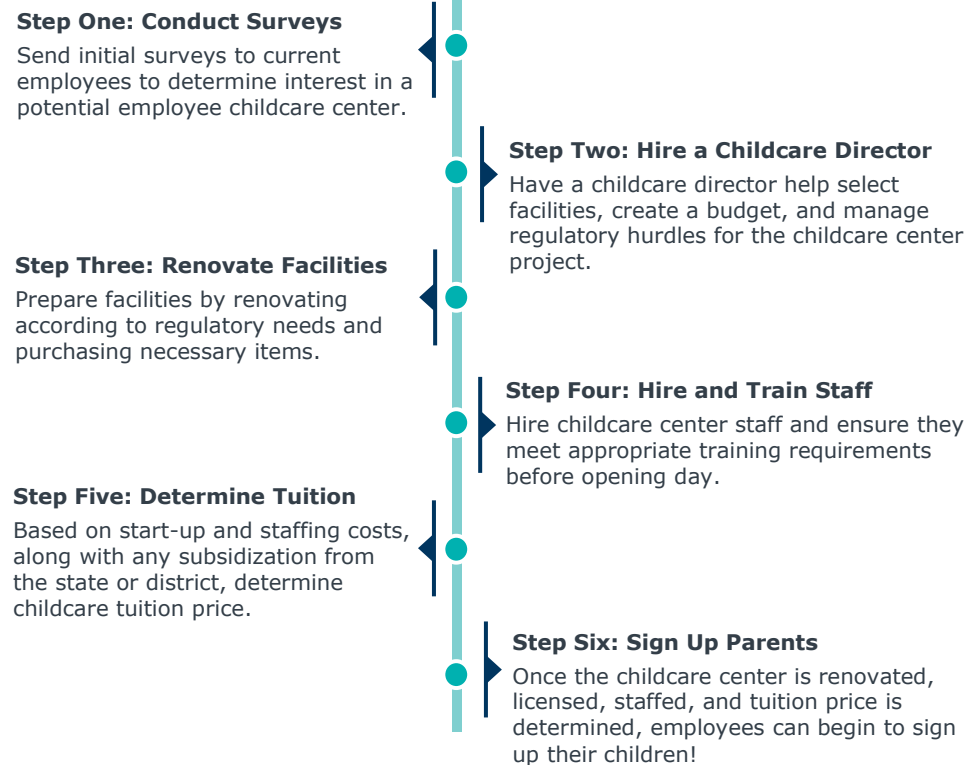 Step One: Conduct Surveys
Send initial surveys to current
employees to determine interest in a
potential employee childcare center.
Step Two: Hire a Childcare Director
Have a childcare director help select
facilities, create a budget, and manage
regulatory hurdles for the childcare center
project.
Step Three: Renovate Facilities
Prepare facilities by renovating
according to regulatory needs and
purchasing necessary items.
Step Four: Hire and Train Staff
Hire childcare center staff and ensure they
meet appropriate training requirements
before opening day.
Step Five: Determine Tuition
Based on start-up and staffing costs,
along with any subsidization from
the state or district, determine
childcare tuition price.
Step Six: Sign Up Parents
Once the childcare center is renovated,
licensed, staffed, and tuition price is
determined, employees can begin to sign
up their children!